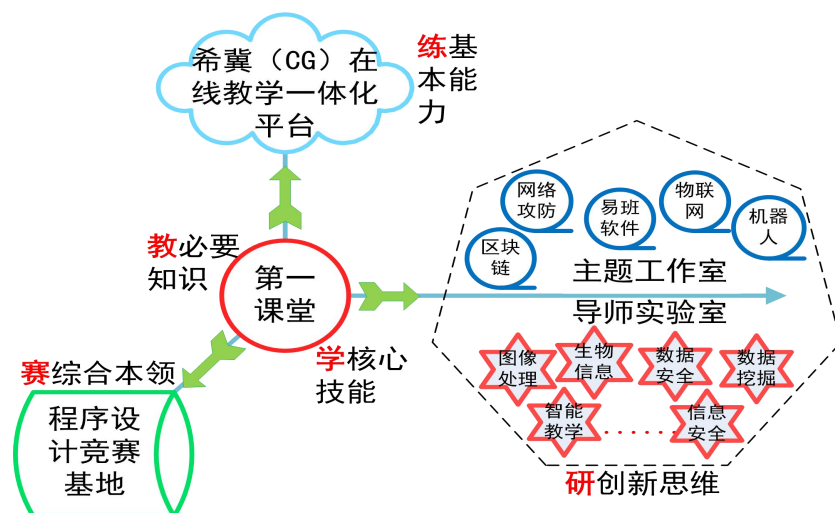 希冀（CG）在
线教学一体化
平台
练基
本能
力
教必要
知识
第一
课堂
学核心
技能
赛综合本领
程序设
计竞赛
基地
区块
链
网络
攻防
易班
软件
物联
网
机器
人
主题工作室
导师实验室
图像
处理
生物
信息
数据
安全
数据
挖掘
智能
教学
......
信息
安全
研创新思维